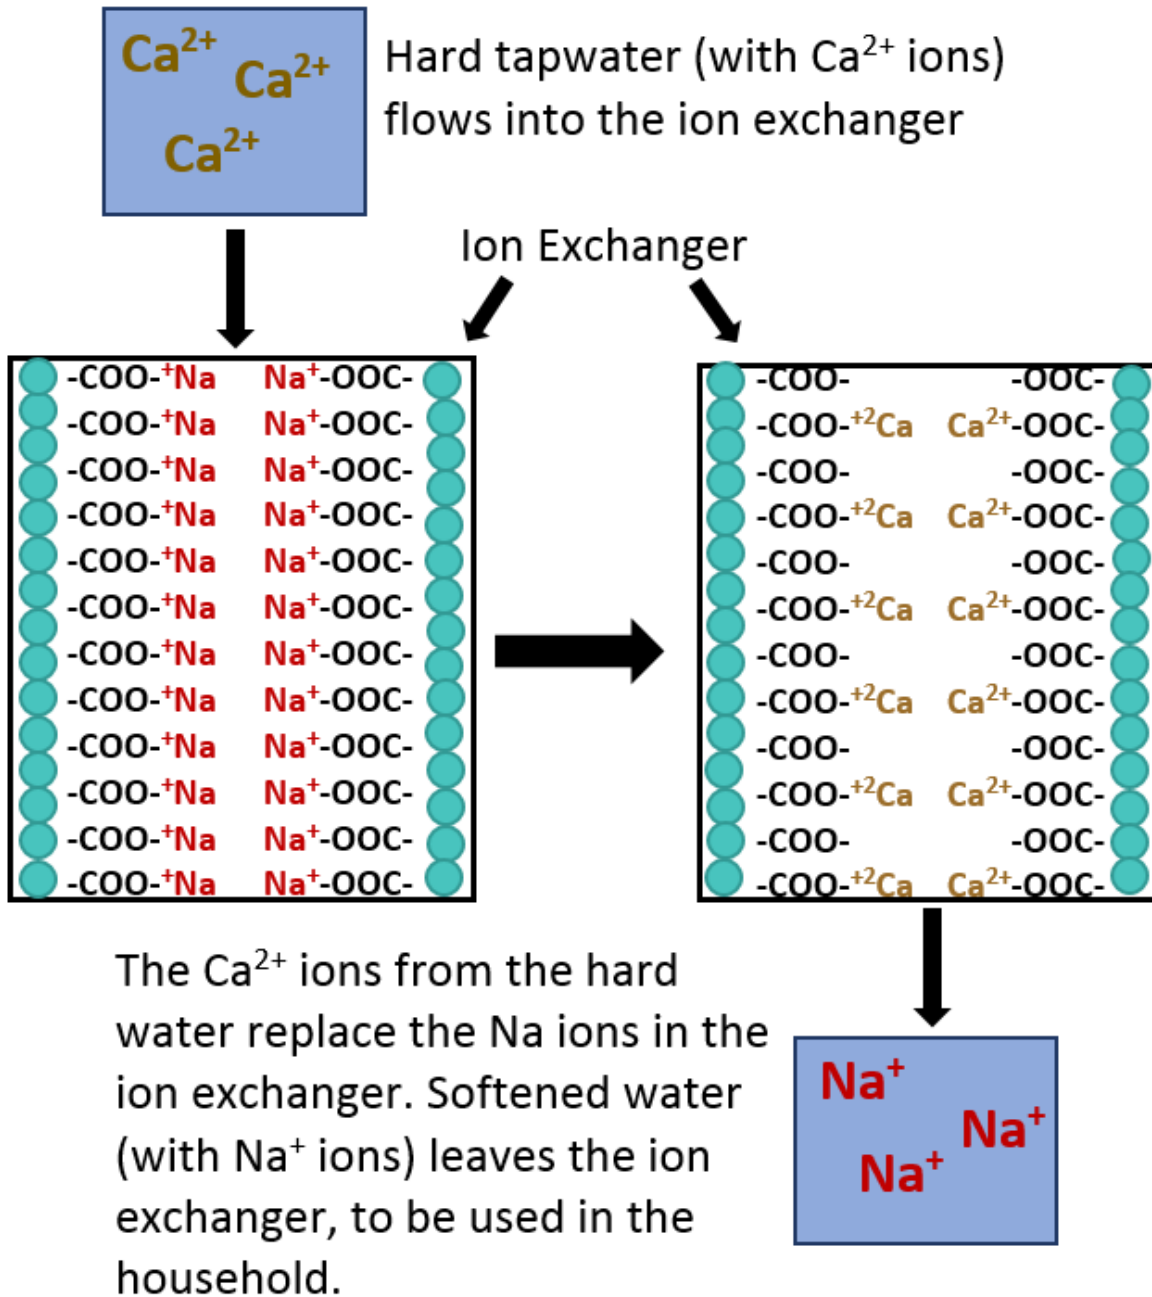 Ca²⁺
Ca²⁺
Ca²⁺
Hard tapwater (with Ca²⁺ ions)
flows into the ion exchanger
Ion Exchanger
-COO-⁺Na Na⁺-OOC-
-COO-⁺Na Na⁺-OOC-
-COO-⁺Na Na⁺-OOC-
-COO-⁺Na Na⁺-OOC-
-COO-⁺Na Na⁺-OOC-
-COO-⁺Na Na⁺-OOC-
-COO-⁺Na Na⁺-OOC-
-COO-⁺Na Na⁺-OOC-
-COO-⁺Na Na⁺-OOC-
-COO-⁺Na Na⁺-OOC-
-COO-⁺Na Na⁺-OOC-
-COO-⁺Na Na⁺-OOC-
-COO- -OOC-
-COO-⁺²Ca Ca²⁺-OOC-
-COO- -OOC-
-COO-⁺²Ca Ca²⁺-OOC-
-COO- -OOC-
-COO-⁺²Ca Ca²⁺-OOC-
-COO- -OOC-
-COO-⁺²Ca Ca²⁺-OOC-
-COO- -OOC-
-COO-⁺²Ca Ca²⁺-OOC-
-COO- -OOC-
-COO-⁺²Ca Ca²⁺-OOC-
The Ca²⁺ ions from the hard
water replace the Na ions in the
ion exchanger. Softened water
(with Na⁺ ions) leaves the ion
exchanger, to be used in the
household.
Na⁺
Na⁺
Na⁺